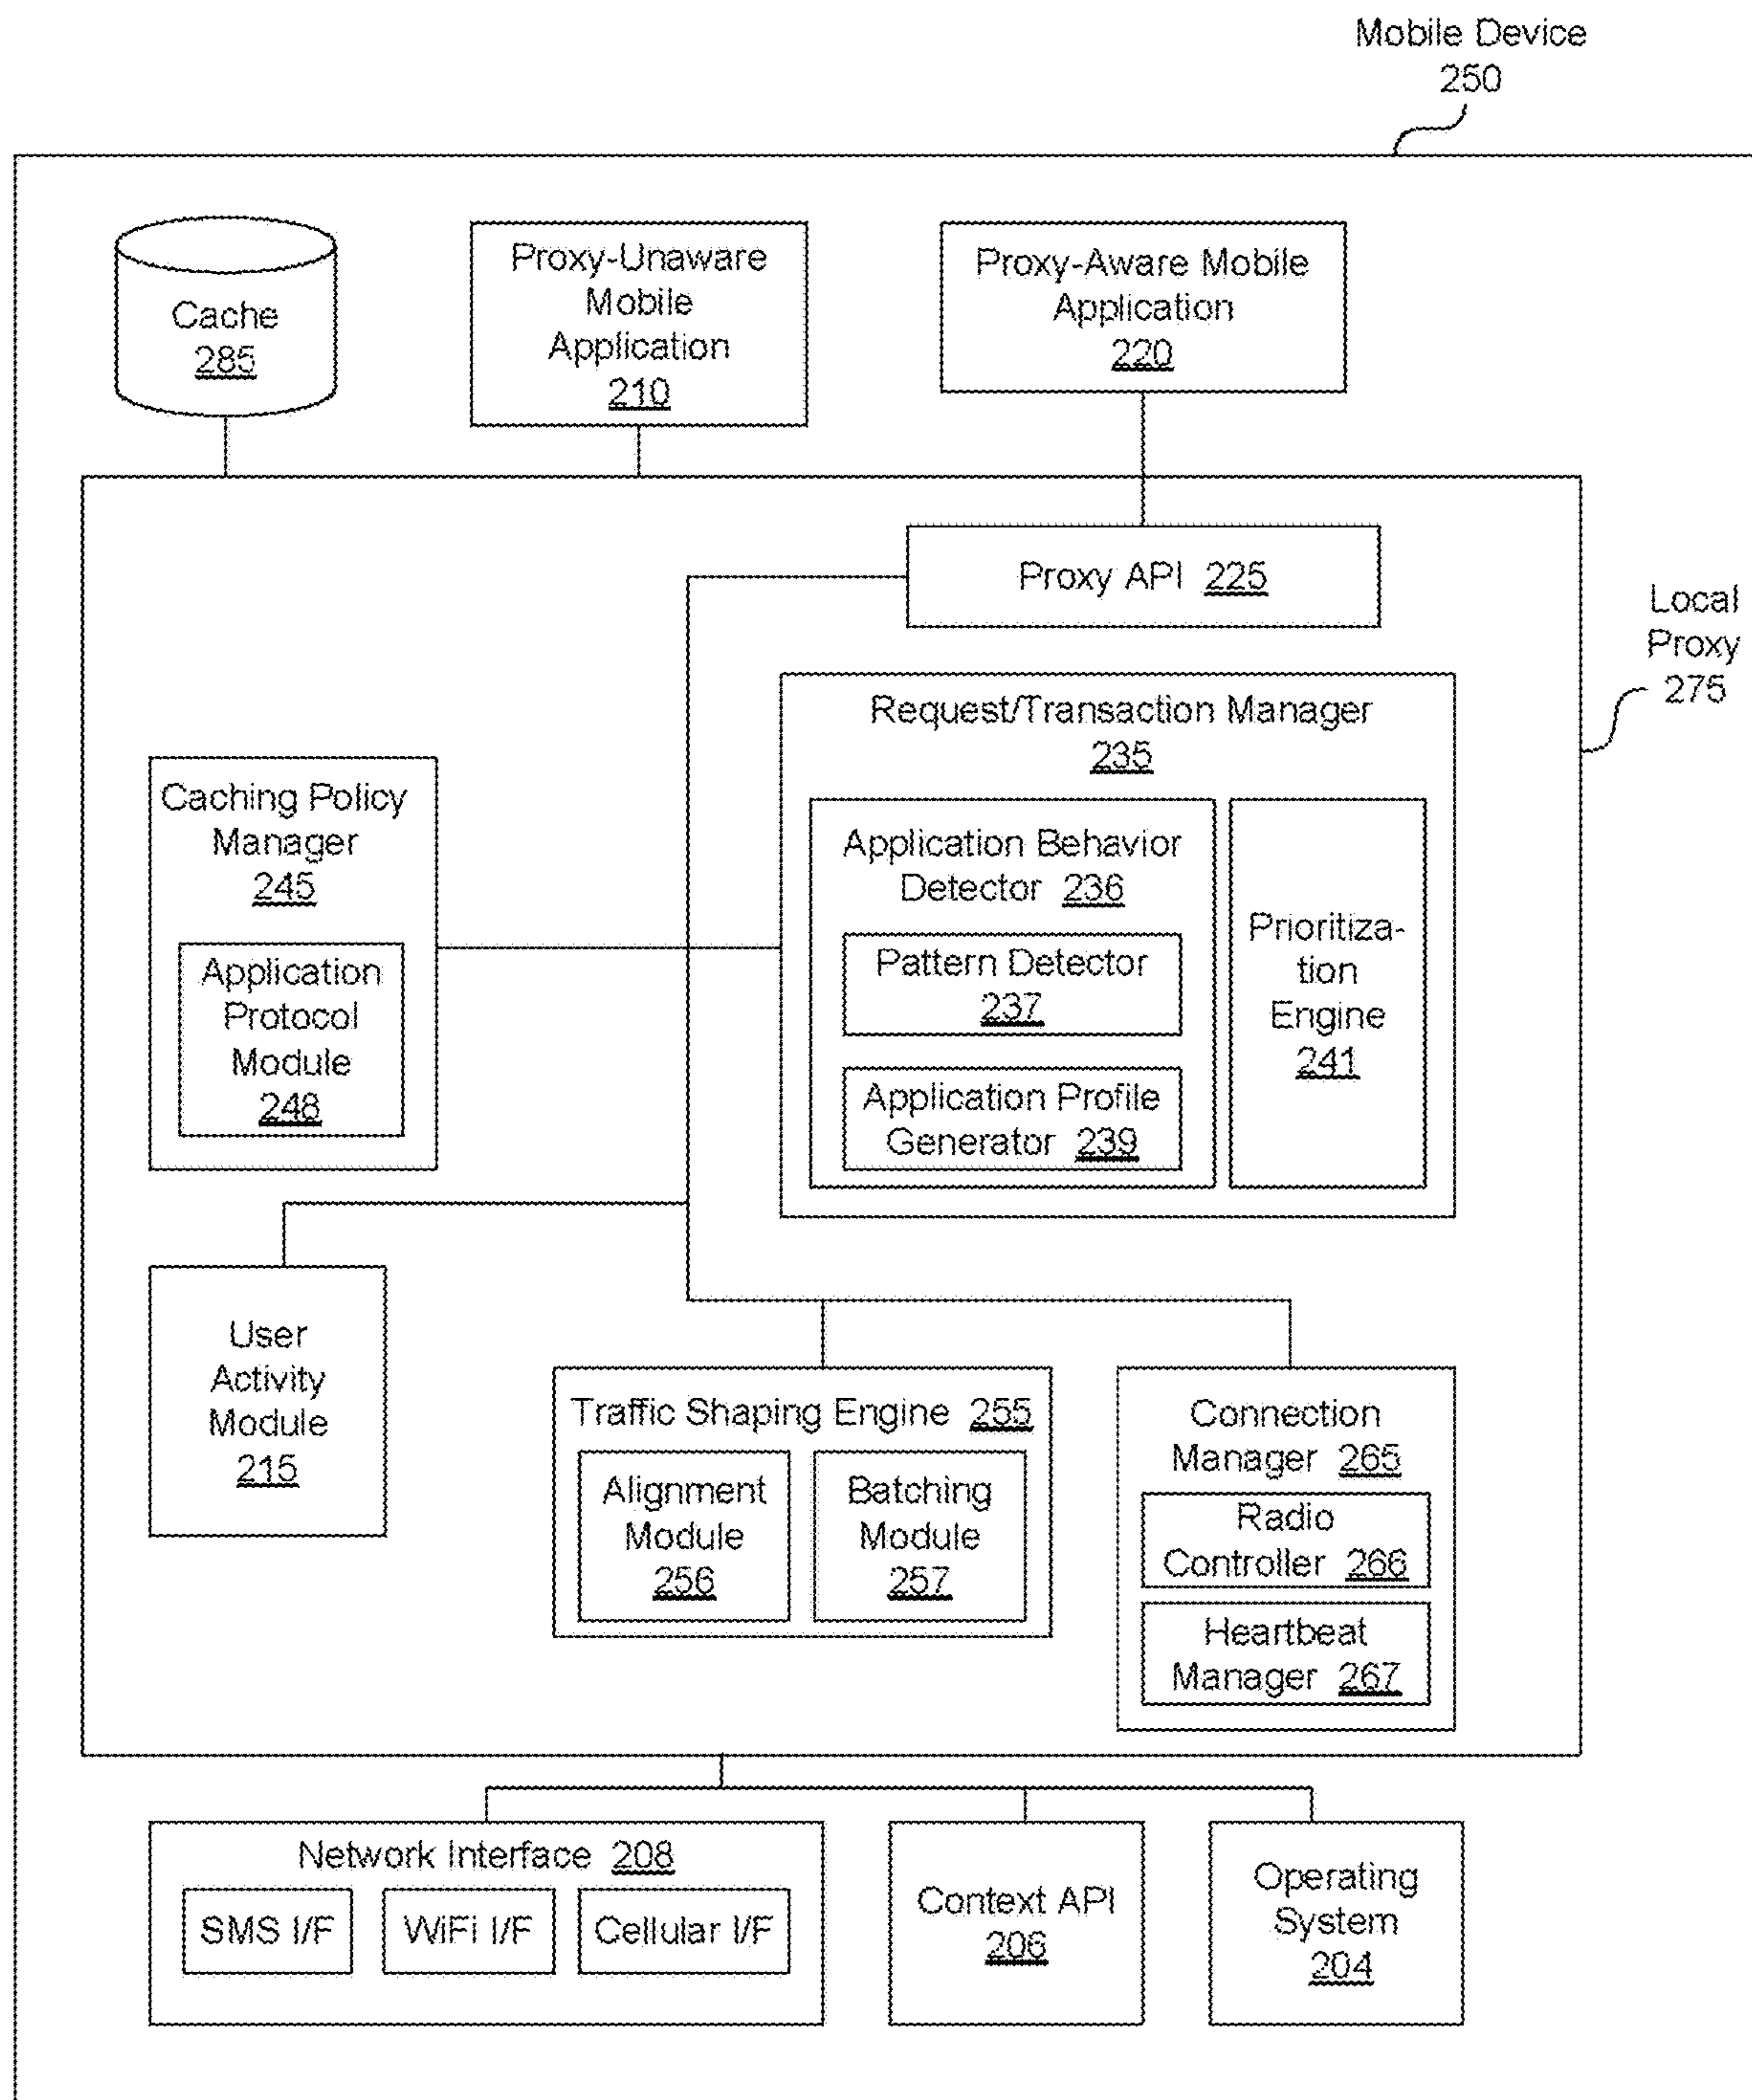 Mobile Device
250
Cache
285
Proxy-Unaware
Mobile
Application
210
Proxy-Aware Mobile
Application
220
Proxy API 225
Local
Proxy
275
Request/Transaction Manager
235
Caching Policy
Manager
245
Application
Protocol
Module
248
Application Behavior
Detector 236
Pattern Detector
237
Application Profile
Generator 239
Prioritiza-
tion
Engine
241
User
Activity
Module
215
Traffic Shaping Engine 255
Alignment
Module
256
Batching
Module
257
Connection
Manager 265
Radio
Controller 266
Heartbeat
Manager 267
Network Interface 208
SMS I/F
WiFi I/F
Cellular I/F
Context API
206
Operating
System
204